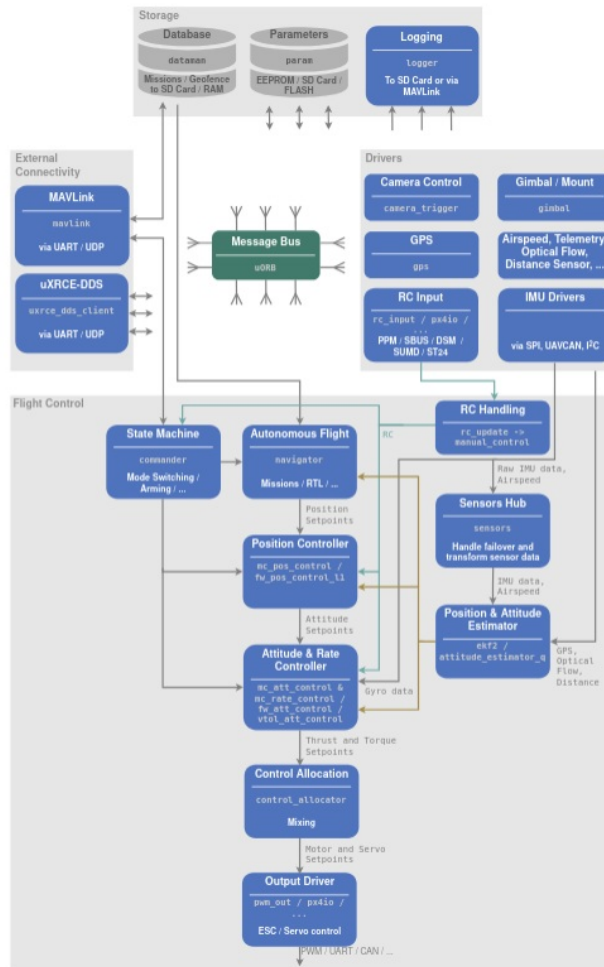 Storage
Database
dataman
Missions / Geofence
to SD Card / RAM
Parameters
param
EEPROM / SD Card /
FLASH
Logging
logger
To SD Card or via
MAVLink
External
Connectivity
MAVLink
mavlink
via UART / UDP
uXRCE-DDS
uxrce_dds_client
via UART / UDP
Message Bus
uORB
Drivers
Camera Control
camera_trigger
Gimbal / Mount
gimbal
GPS
gps
Airspeed, Telemetry,
Optical Flow,
Distance Sensor, ...
RC Input
rc_input / px4io /
...
PPM / SBUS / DSM /
SUMD / ST24
IMU Drivers
via SPI, UAVCAN, I²C
Flight Control
State Machine
commander
Mode Switching /
Arming / ...
Autonomous Flight
navigator
Missions / RTL / ...
RC
RC Handling
rc_update ->
manual_control
Raw IMU data,
Airspeed
Sensors Hub
sensors
Handle failover and
transform sensor data
Position
Setpoints
Position Controller
mc_pos_control /
fw_pos_control_l1
IMU data,
Airspeed
Position & Attitude
Estimator
ekf2 /
attitude_estimator_q
Attitude
Setpoints
Attitude & Rate
Controller
mc_att_control &
mc_rate_control /
fw_att_control /
vtol_att_control
Gyro data
GPS,
Optical
Flow,
Distance
Thrust and Torque
Setpoints
Control Allocation
control_allocator
Mixing
Motor and Servo
Setpoints
Output Driver
pwm_out / px4io /
...
ESC / Servo control
PWM / UART / CAN / ...